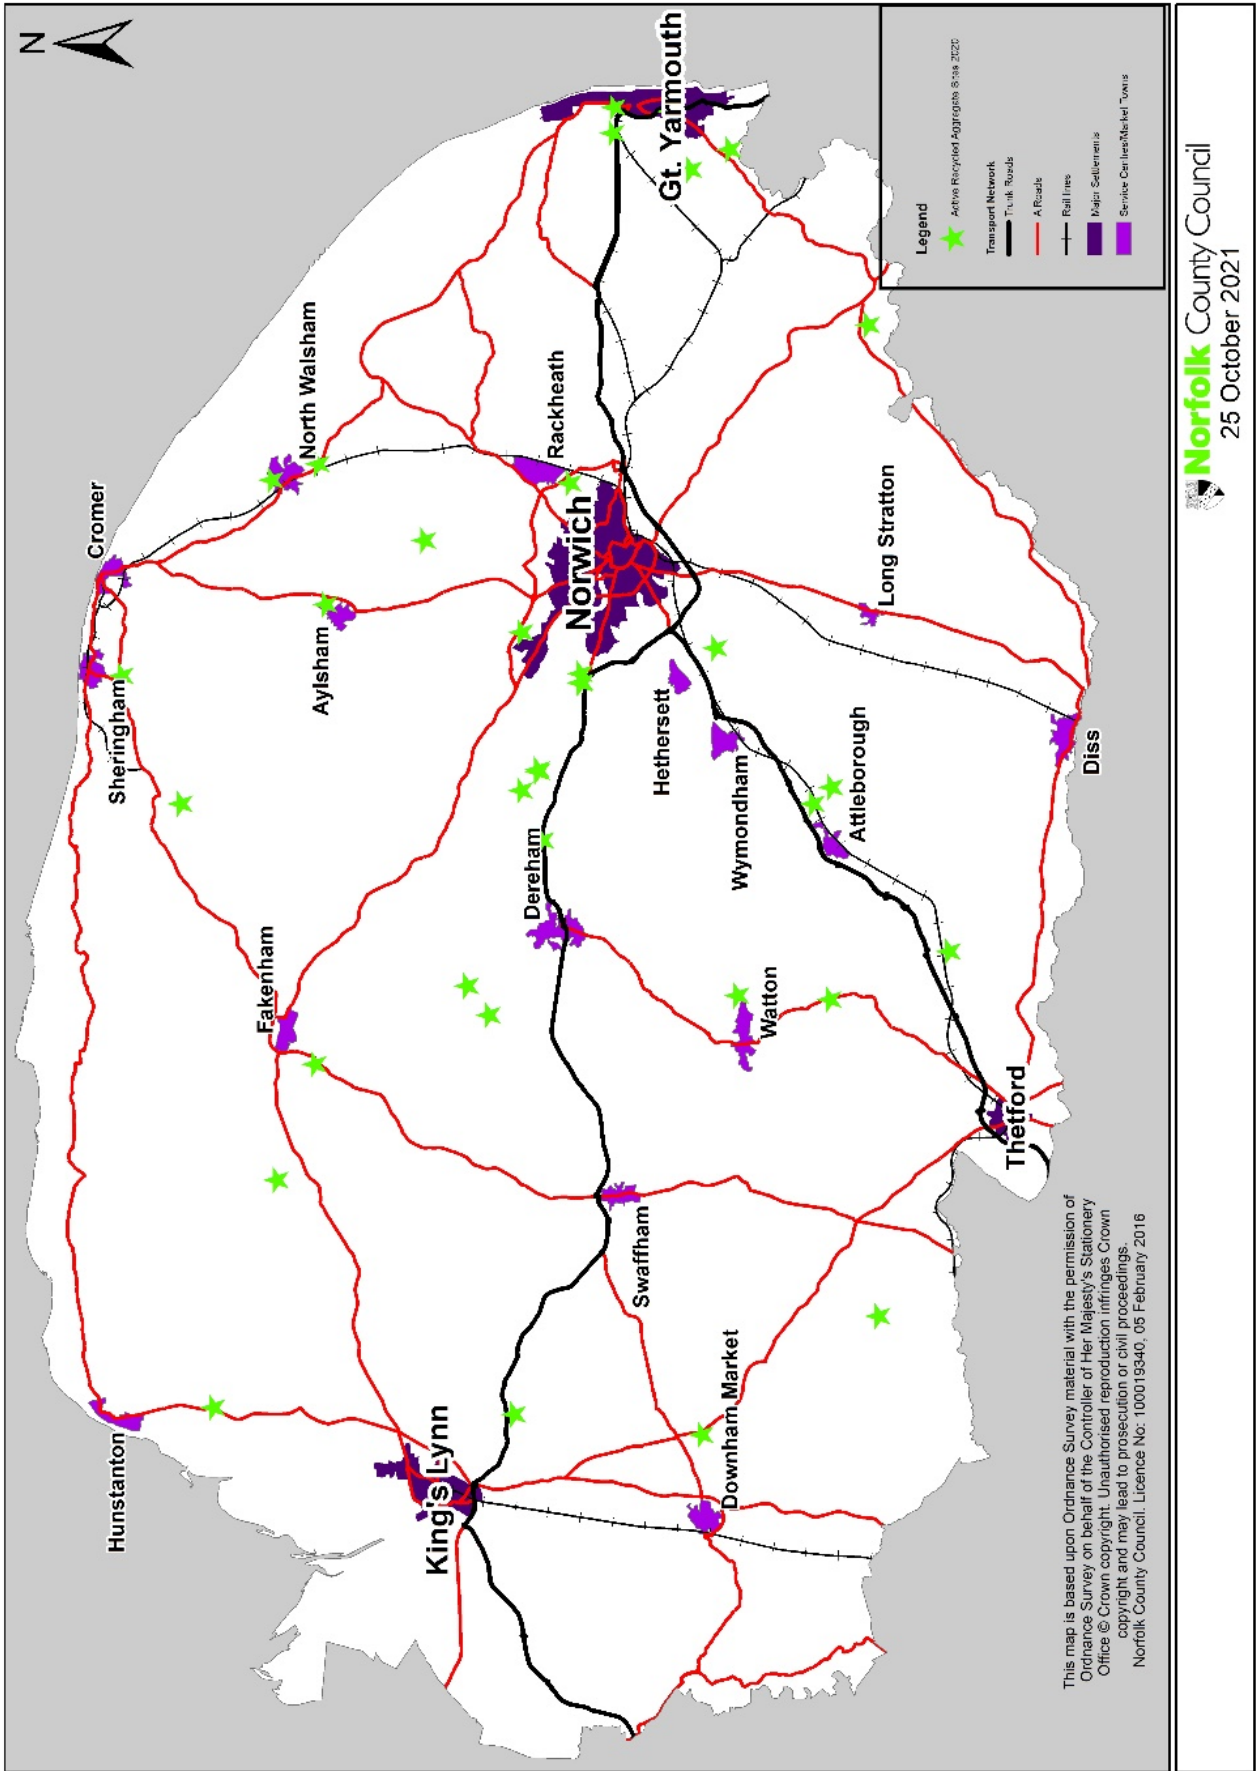 N
Cromer
Sheringham
North Walsham
Aylsham
Hunstanton
Fakenham
Rackheath
Norwich
Gt. Yarmouth
King's Lynn
Dereham
Swaffham
Hethersett
Wymondham
Watton
Downham Market
Attleborough
Long Stratton
Thetford
Diss
Legend
Active Recycled Aggregate Sites 2020
Transport Network
Trunk Roads
A Roads
Rail lines
Major Settlements
Service Centres/Market Towns
This map is based upon Ordnance Survey material with the permission of
Ordnance Survey on behalf of the Controller of Her Majesty's Stationery
Office © Crown copyright. Unauthorised reproduction infringes Crown
copyright and may lead to prosecution or civil proceedings.
Norfolk County Council. Licence No: 100019340, 05 February 2016
Norfolk County Council
25 October 2021